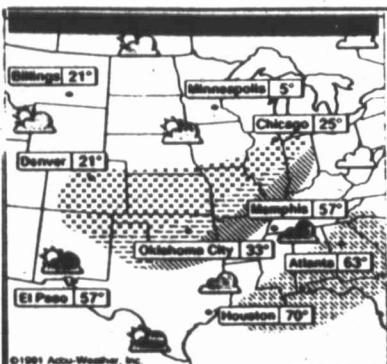 Billings 21°
Minneapolis 5°
Chicago 25°
Denver 21°
Memphis 57°
Oklahoma City 33°
Atlanta 63°
El Paso 57°
Houston 70°
©1991 Accu-Weather, Inc.